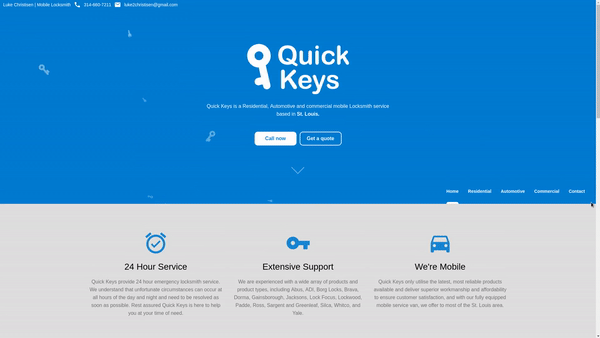 Luke Christisen | Mobile Locksmith 314-660-7211 luke2christisen@gmail.com
Quick
Keys
Quick Keys is a Residential, Automotive and commercial mobile Locksmith service
based in St. Louis.
Call now Get a quote
Home Residential Automotive Commercial Contact
24 Hour Service
Quick Keys provide 24 hour emergency locksmith service.
We understand that unfortunate circumstances can occur at
all hours of the day and night and need to be resolved as
soon as possible. Rest assured Quick Keys is here to help
you at your time of need.
Extensive Support
We are experienced with a wide array of products and
product types, including Abus, ADI, Borg Locks, Brava,
Dorma, Gainsborough, Jacksons, Lock Focus, Lockwood,
Padde, Ross, Sargent and Greenleaf, Silca, Whitco, and
Yale.
We're Mobile
Quick Keys only utilise the latest, most reliable products
available and deliver superior workmanship and affordability
to ensure customer satisfaction, and with our fully equipped
mobile service van, we offer to most of the St Louis area.